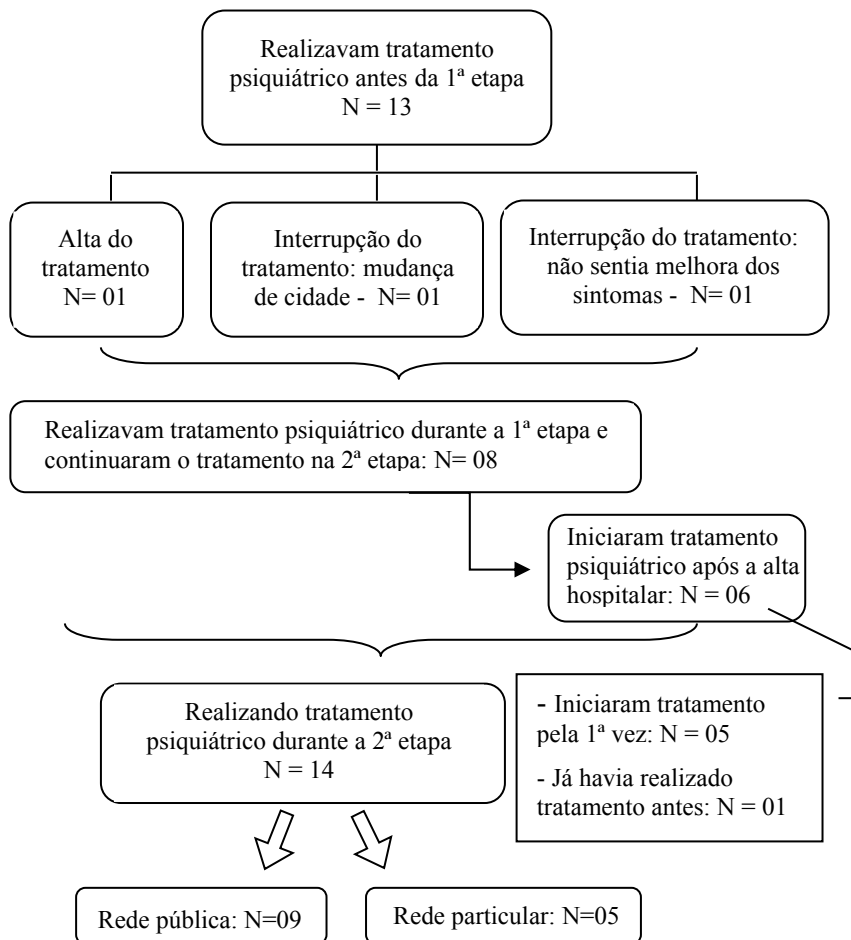 Realizavam tratamento
psiquiátrico antes da 1ª etapa
N = 13
Alta do
tratamento
N= 01
Interrupção do
tratamento: mudança
de cidade - N= 01
Interrupção do tratamento:
não sentia melhora dos
sintomas - N= 01
Realizavam tratamento psiquiátrico durante a 1ª etapa e
continuaram o tratamento na 2ª etapa: N= 08
Iniciaram tratamento
psiquiátrico após a alta
hospitalar: N = 06
Realizando tratamento
psiquiátrico durante a 2ª etapa
N = 14
- Iniciaram tratamento
pela 1ª vez: N = 05
- Já havia realizado
tratamento antes: N = 01
Rede pública: N=09
Rede particular: N=05